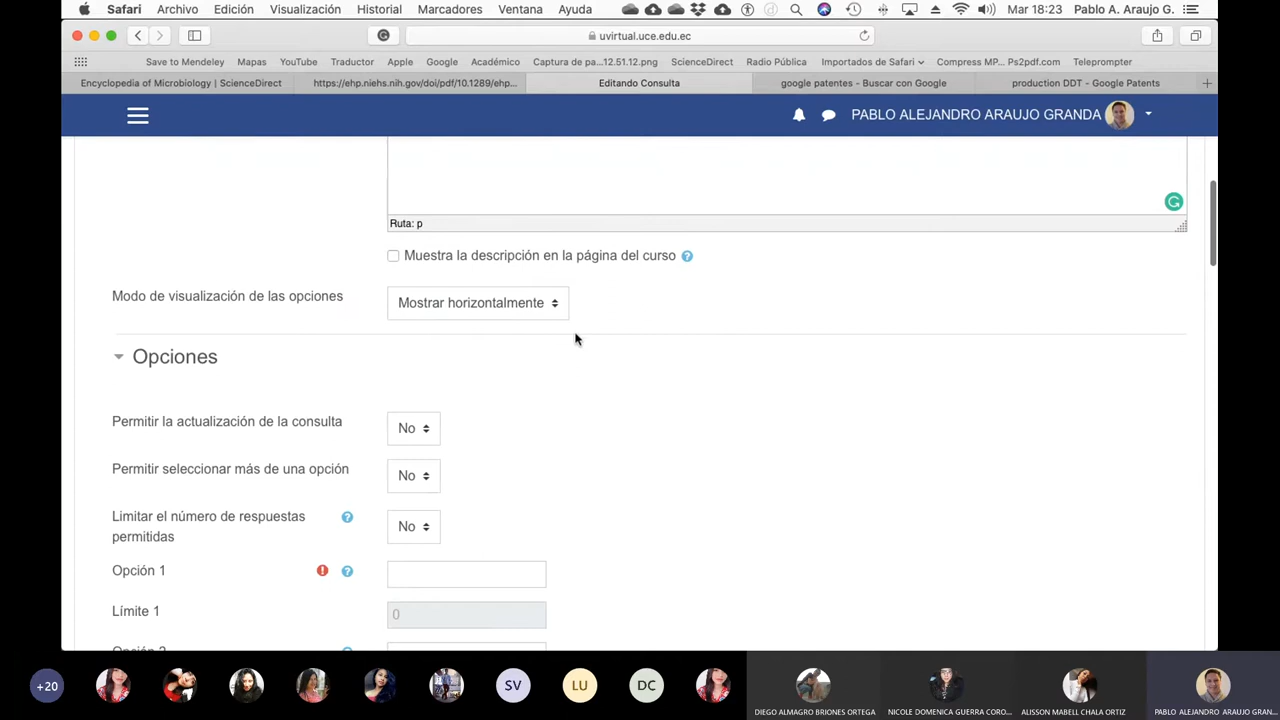 Safari Archivo Edición Visualización Historial Marcadores Ventana Ayuda Mar 18:23 Pablo A. Araujo G.
uvirtual.uce.edu.ec
Save to Mendeley Mapas YouTube Traductor Apple Google Académico Captura de pa...12.51.12.png ScienceDirect Radio Pública Importados de Safari Compress MP... Ps2pdf.com Teleprompter
Encyclopedia of Microbiology | ScienceDirect https://ehp.niehs.nih.gov/doi/pdf/10.1289/ehp... Editando Consulta google patentes - Buscar con Google production DDT - Google Patents
PABLO ALEJANDRO ARAUJO GRANDA
Ruta: p
Muestra la descripción en la página del curso
Modo de visualización de las opciones Mostrar horizontalmente
Opciones
Permitir la actualización de la consulta No
Permitir seleccionar más de una opción No
Limitar el número de respuestas permitidas No
Opción 1
Límite 1 0
+20 SV LU DC
DIEGO ALMAGRO BRIONES ORTEGA NICOLE DOMENICA GUERRA CORO... ALISSON MABELL CHALA ORTIZ PABLO ALEJANDRO ARAUJO GRAN...